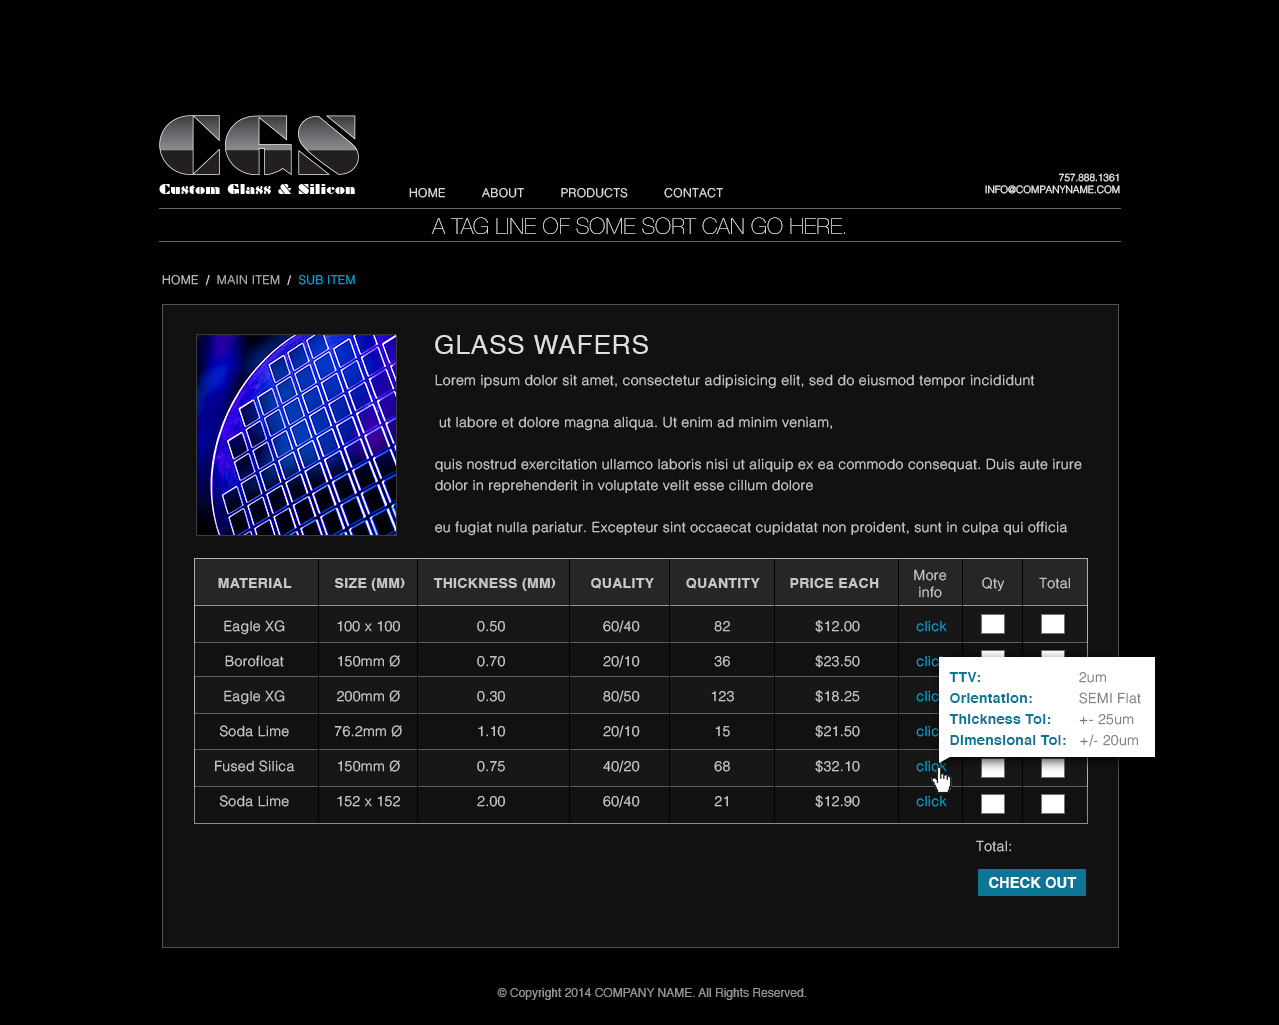 CGS
Custom Glass & Silicon
HOME ABOUT PRODUCTS CONTACT
757.888.1361
INFO@COMPANYNAME.COM
A TAG LINE OF SOME SORT CAN GO HERE.
HOME / MAIN ITEM / SUB ITEM
GLASS WAFERS
Lorem ipsum dolor sit amet, consectetur adipisicing elit, sed do eiusmod tempor incididunt
ut labore et dolore magna aliqua. Ut enim ad minim veniam,
quis nostrud exercitation ullamco laboris nisi ut aliquip ex ea commodo consequat. Duis aute irure
dolor in reprehenderit in voluptate velit esse cillum dolore
eu fugiat nulla pariatur. Excepteur sint occaecat cupidatat non proident, sunt in culpa qui officia
MATERIAL SIZE (MM) THICKNESS (MM) QUALITY QUANTITY PRICE EACH More info Qty Total
Eagle XG 100 x 100 0.50 60/40 82 $12.00 click
Borofloat 150mm Ø 0.70 20/10 36 $23.50 clic
Eagle XG 200mm Ø 0.30 80/50 123 $18.25 clic
Soda Lime 76.2mm Ø 1.10 20/10 15 $21.50 clic
Fused Silica 150mm Ø 0.75 40/20 68 $32.10 click
Soda Lime 152 x 152 2.00 60/40 21 $12.90 click
TTV: 2um
Orientation: SEMI Flat
Thickness Tol: +- 25um
Dimensional Tol: +/- 20um
Total:
CHECK OUT
© Copyright 2014 COMPANY NAME. All Rights Reserved.